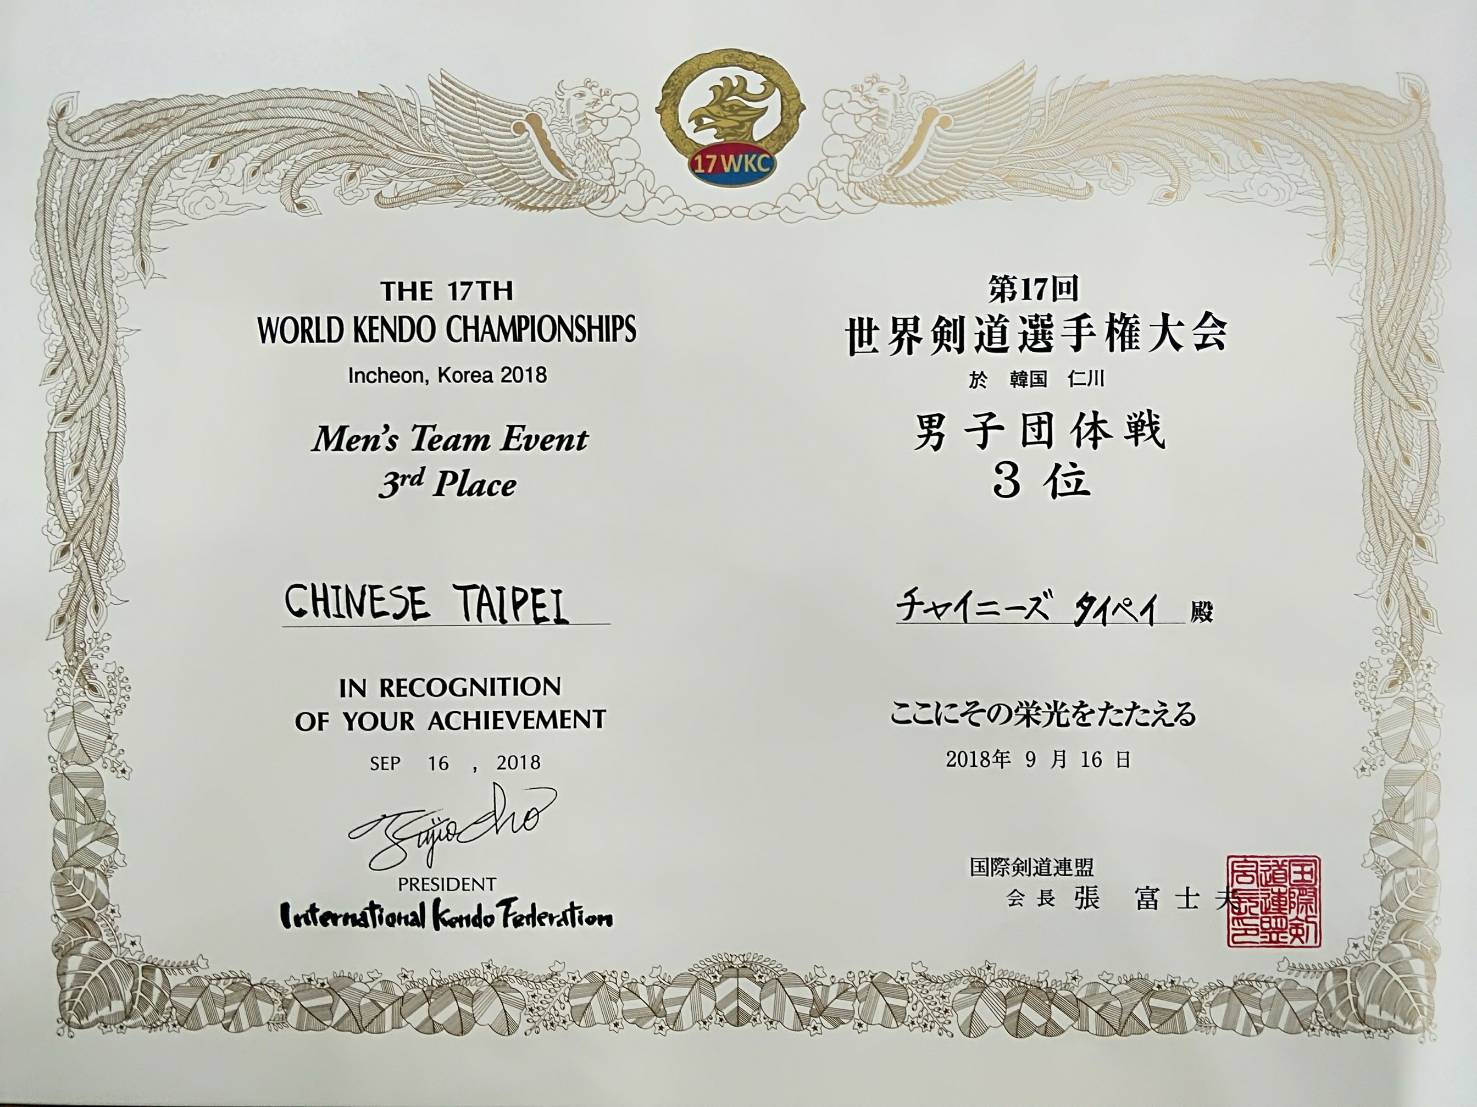 17WKC
THE 17TH
WORLD KENDO CHAMPIONSHIPS
Incheon, Korea 2018
Men's Team Event
3rd Place
CHINESE TAIPEI
IN RECOGNITION
OF YOUR ACHIEVEMENT
SEP 16 , 2018
Fujio Cho
PRESIDENT
International Kendo Federation
第17回
世界剣道選手権大会
於 韓国 仁川
男子団体戦
3位
チャイニーズ タイペイ 殿
ここにその栄光をたたえる
2018年 9 月 16 日
国際剣道連盟
会長 張 富士夫